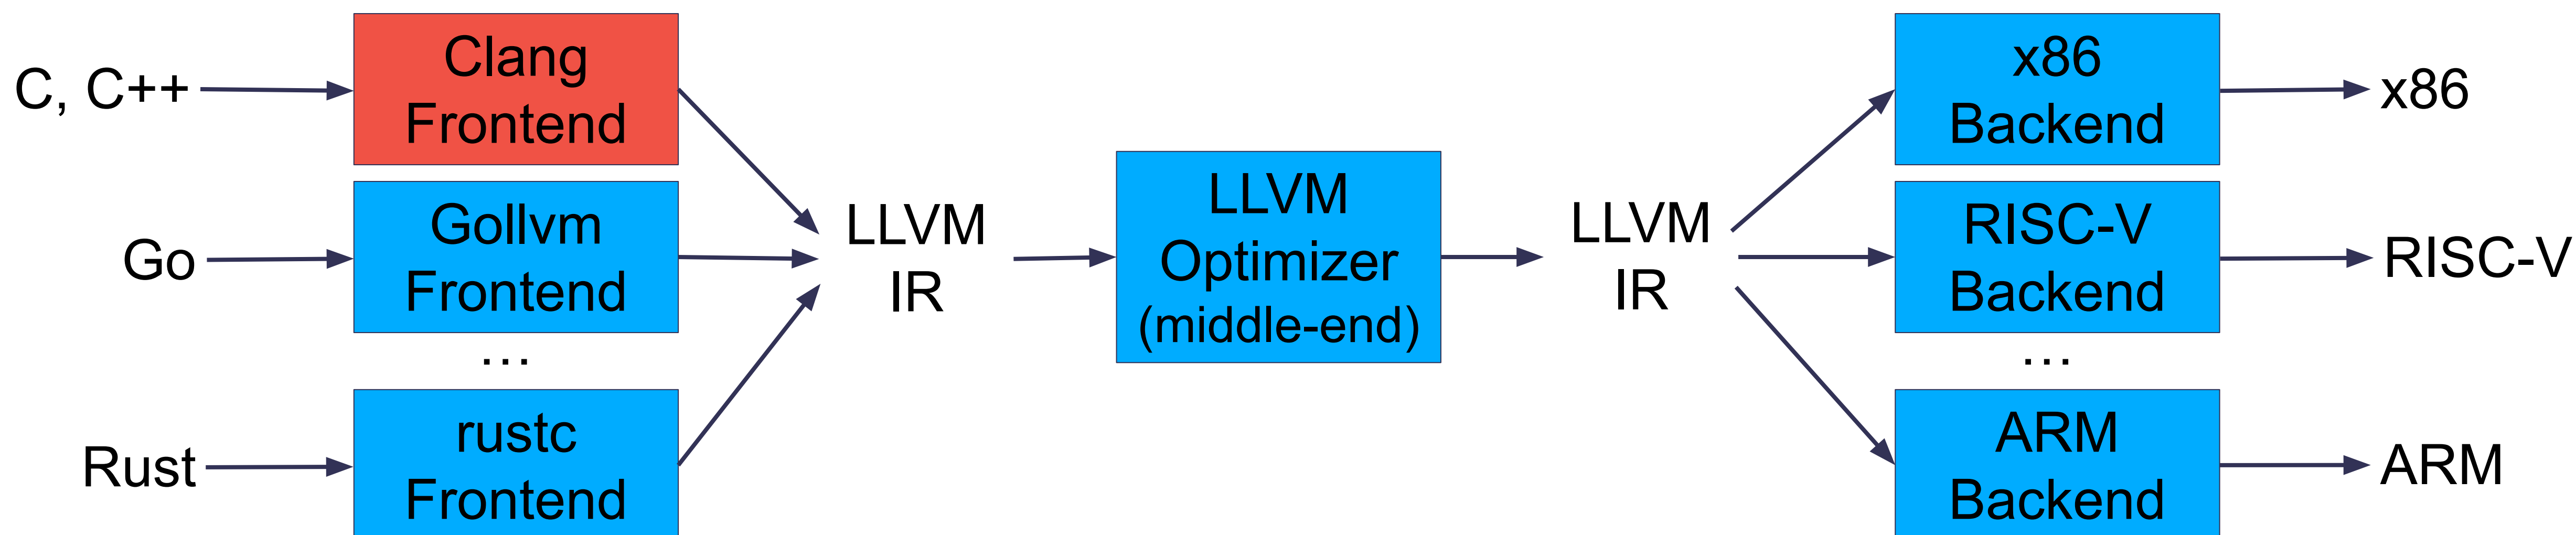 C, C++
Clang
Frontend
Go
Gollvm
Frontend
…
Rust
rustc
Frontend
LLVM
IR
LLVM
Optimizer
(middle-end)
LLVM
IR
x86
Backend
x86
RISC-V
Backend
RISC-V
…
ARM
Backend
ARM